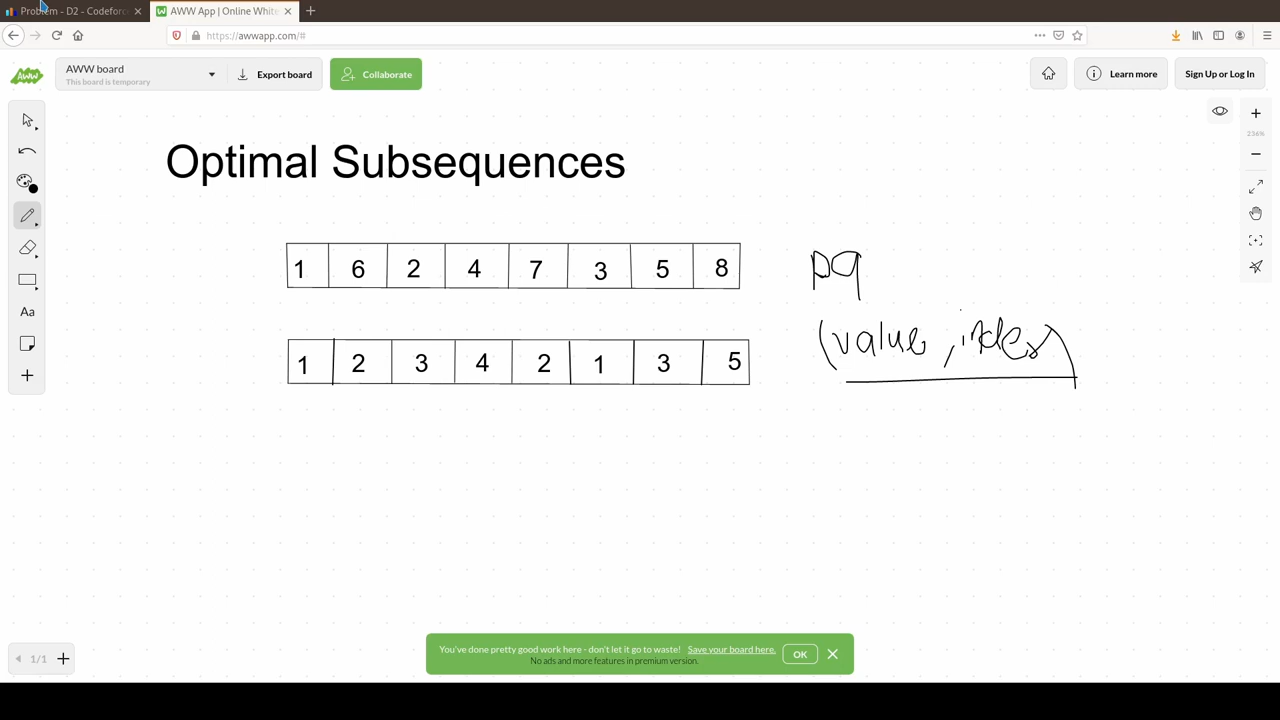 Problem - D2 - Codeforc
AWW App | Online White
https://awwapp.com/#
AWW
AWW board
This board is temporary
Export board
Collaborate
Learn more
Sign Up or Log In
236%
Optimal Subsequences
1 6 2 4 7 3 5 8
pq
(value, index)
1 2 3 4 2 1 3 5
Aa
1/1
You've done pretty good work here - don't let it go to waste! Save your board here.
No ads and more features in premium version.
OK